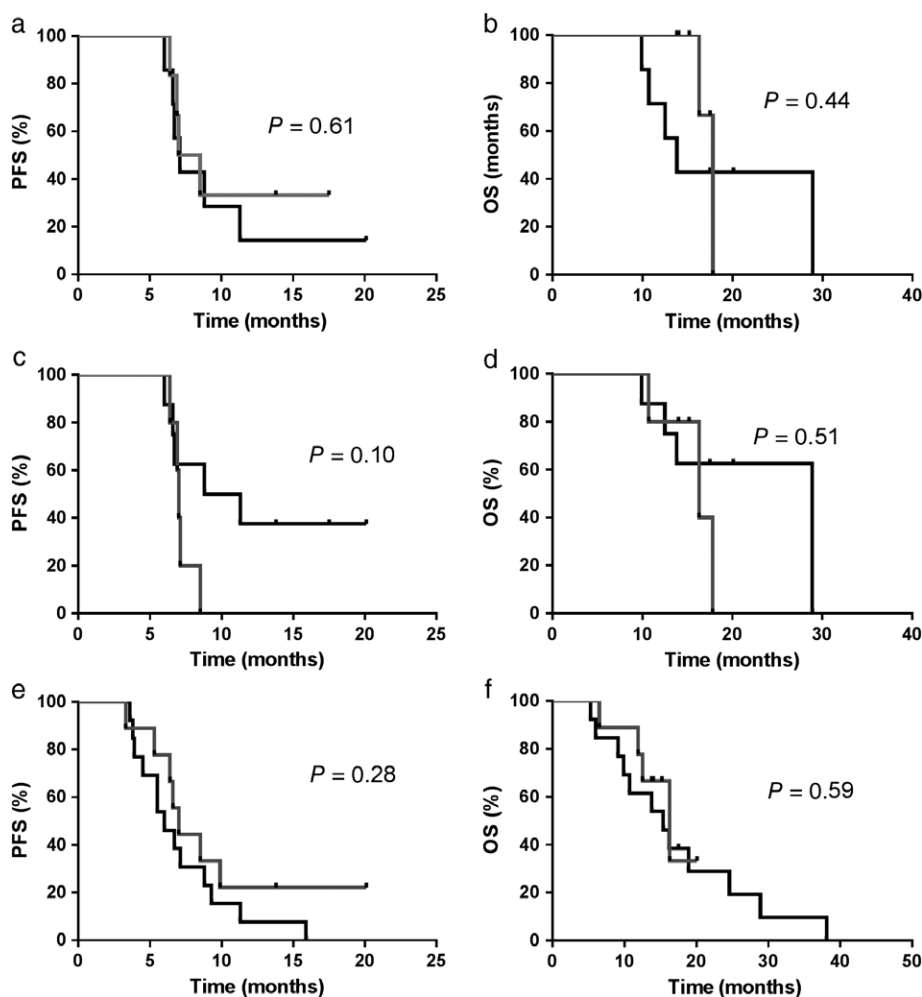 a
100
80
60
40
20
0
PFS (%)
P = 0.61
0 5 10 15 20 25
Time (months)
b
100
80
60
40
20
0
OS (months)
P = 0.44
0 10 20 30 40
Time (months)
c
100
80
60
40
20
0
PFS (%)
P = 0.10
0 5 10 15 20 25
Time (months)
d
100
80
60
40
20
0
OS (%)
P = 0.51
0 10 20 30 40
Time (months)
e
100
80
60
40
20
0
PFS (%)
P = 0.28
0 5 10 15 20 25
Time (months)
f
100
80
60
40
20
0
OS (%)
P = 0.59
0 10 20 30 40 50
Time (months)